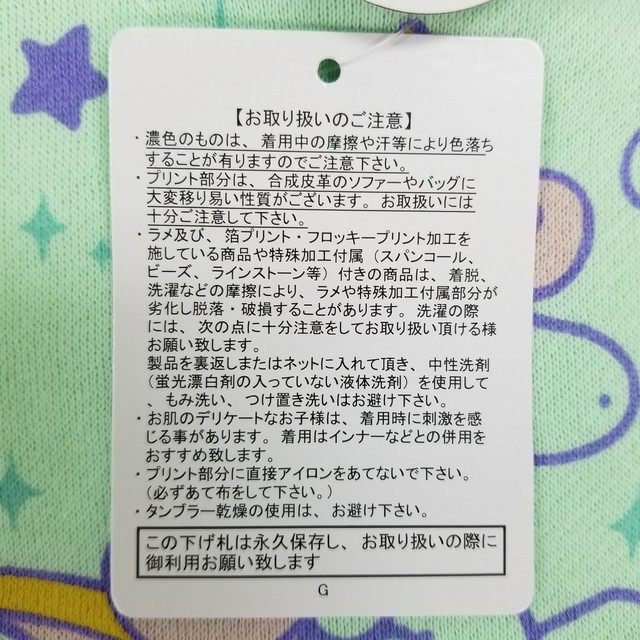 【お取り扱いのご注意】
・濃色のものは、着用中の摩擦や汗等により色落ち
することが有りますのでご注意下さい。
・プリント部分は、合成皮革のソファーやバッグに
大変移り易い性質がございます。お取扱いには
十分ご注意して下さい。
・ラメ及び、箔プリント・フロッキープリント加工を
施している商品や特殊加工付属（スパンコール、
ビーズ、ラインストーン等）付きの商品は、着脱、
洗濯などの摩擦により、ラメや特殊加工付属部分が
劣化し脱落・破損することがあります。洗濯の際
には、次の点に十分注意をしてお取り扱い頂ける様
お願い致します。
製品を裏返しまたはネットに入れて頂き、中性洗剤
（蛍光漂白剤の入っていない液体洗剤）を使用して
、もみ洗い、つけ置き洗いはお避け下さい。
・お肌のデリケートなお子様は、着用時に刺激を感
じる事があります。着用はインナーなどとの併用を
おすすめ致します。
・プリント部分に直接アイロンをあてないで下さい。
（必ずあて布をして下さい。）
・タンブラー乾燥の使用は、お避け下さい。
この下げ札は永久保存し、お取り扱いの際に
御利用お願い致します
G